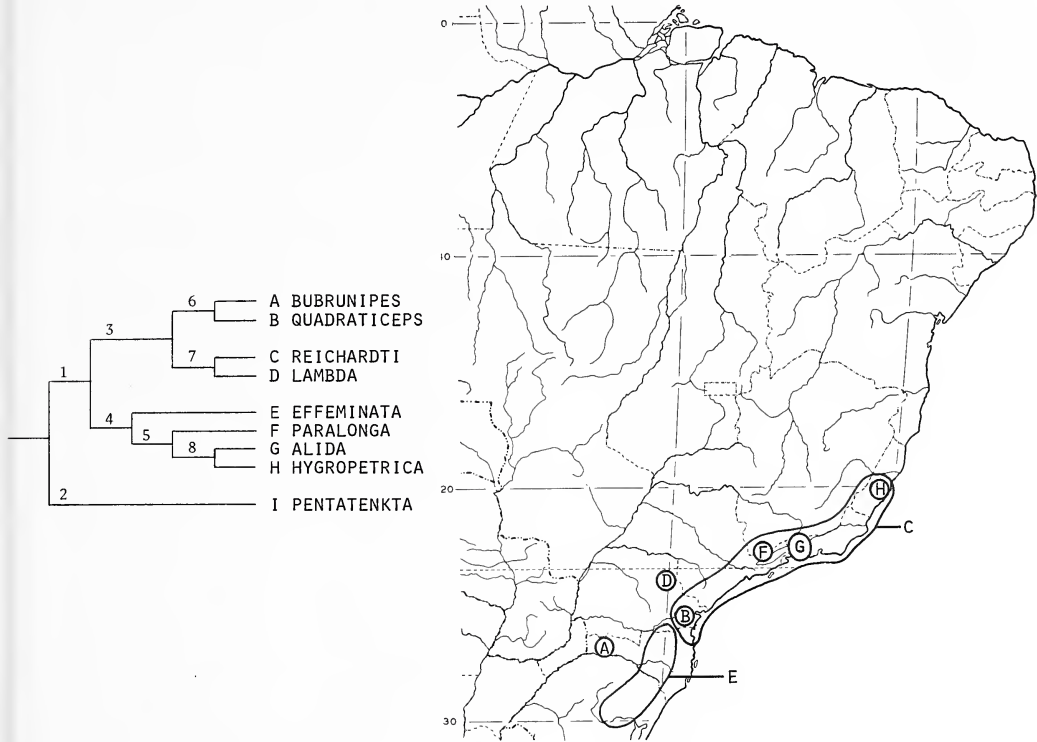 6
A BUBRUNIPES
B QUADRATICEPS
3
7
C REICHARDTI
D LAMBDA
1
4
E EFFEMINATA
5
F PARALONGA
8
G ALIDA
H HYGROPETRICA
2
I PENTATENKTA
0
10
20
30
H
C
F
G
D
B
A
E